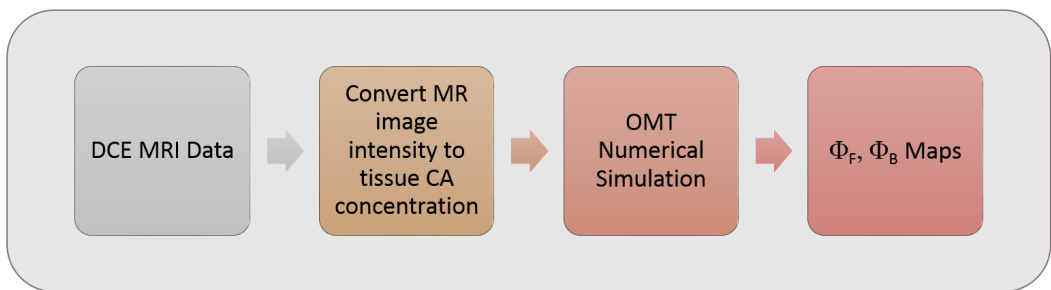 DCE MRI Data
Convert MR
image
intensity to
tissue CA
concentration
OMT
Numerical
Simulation
ΦF, ΦB Maps